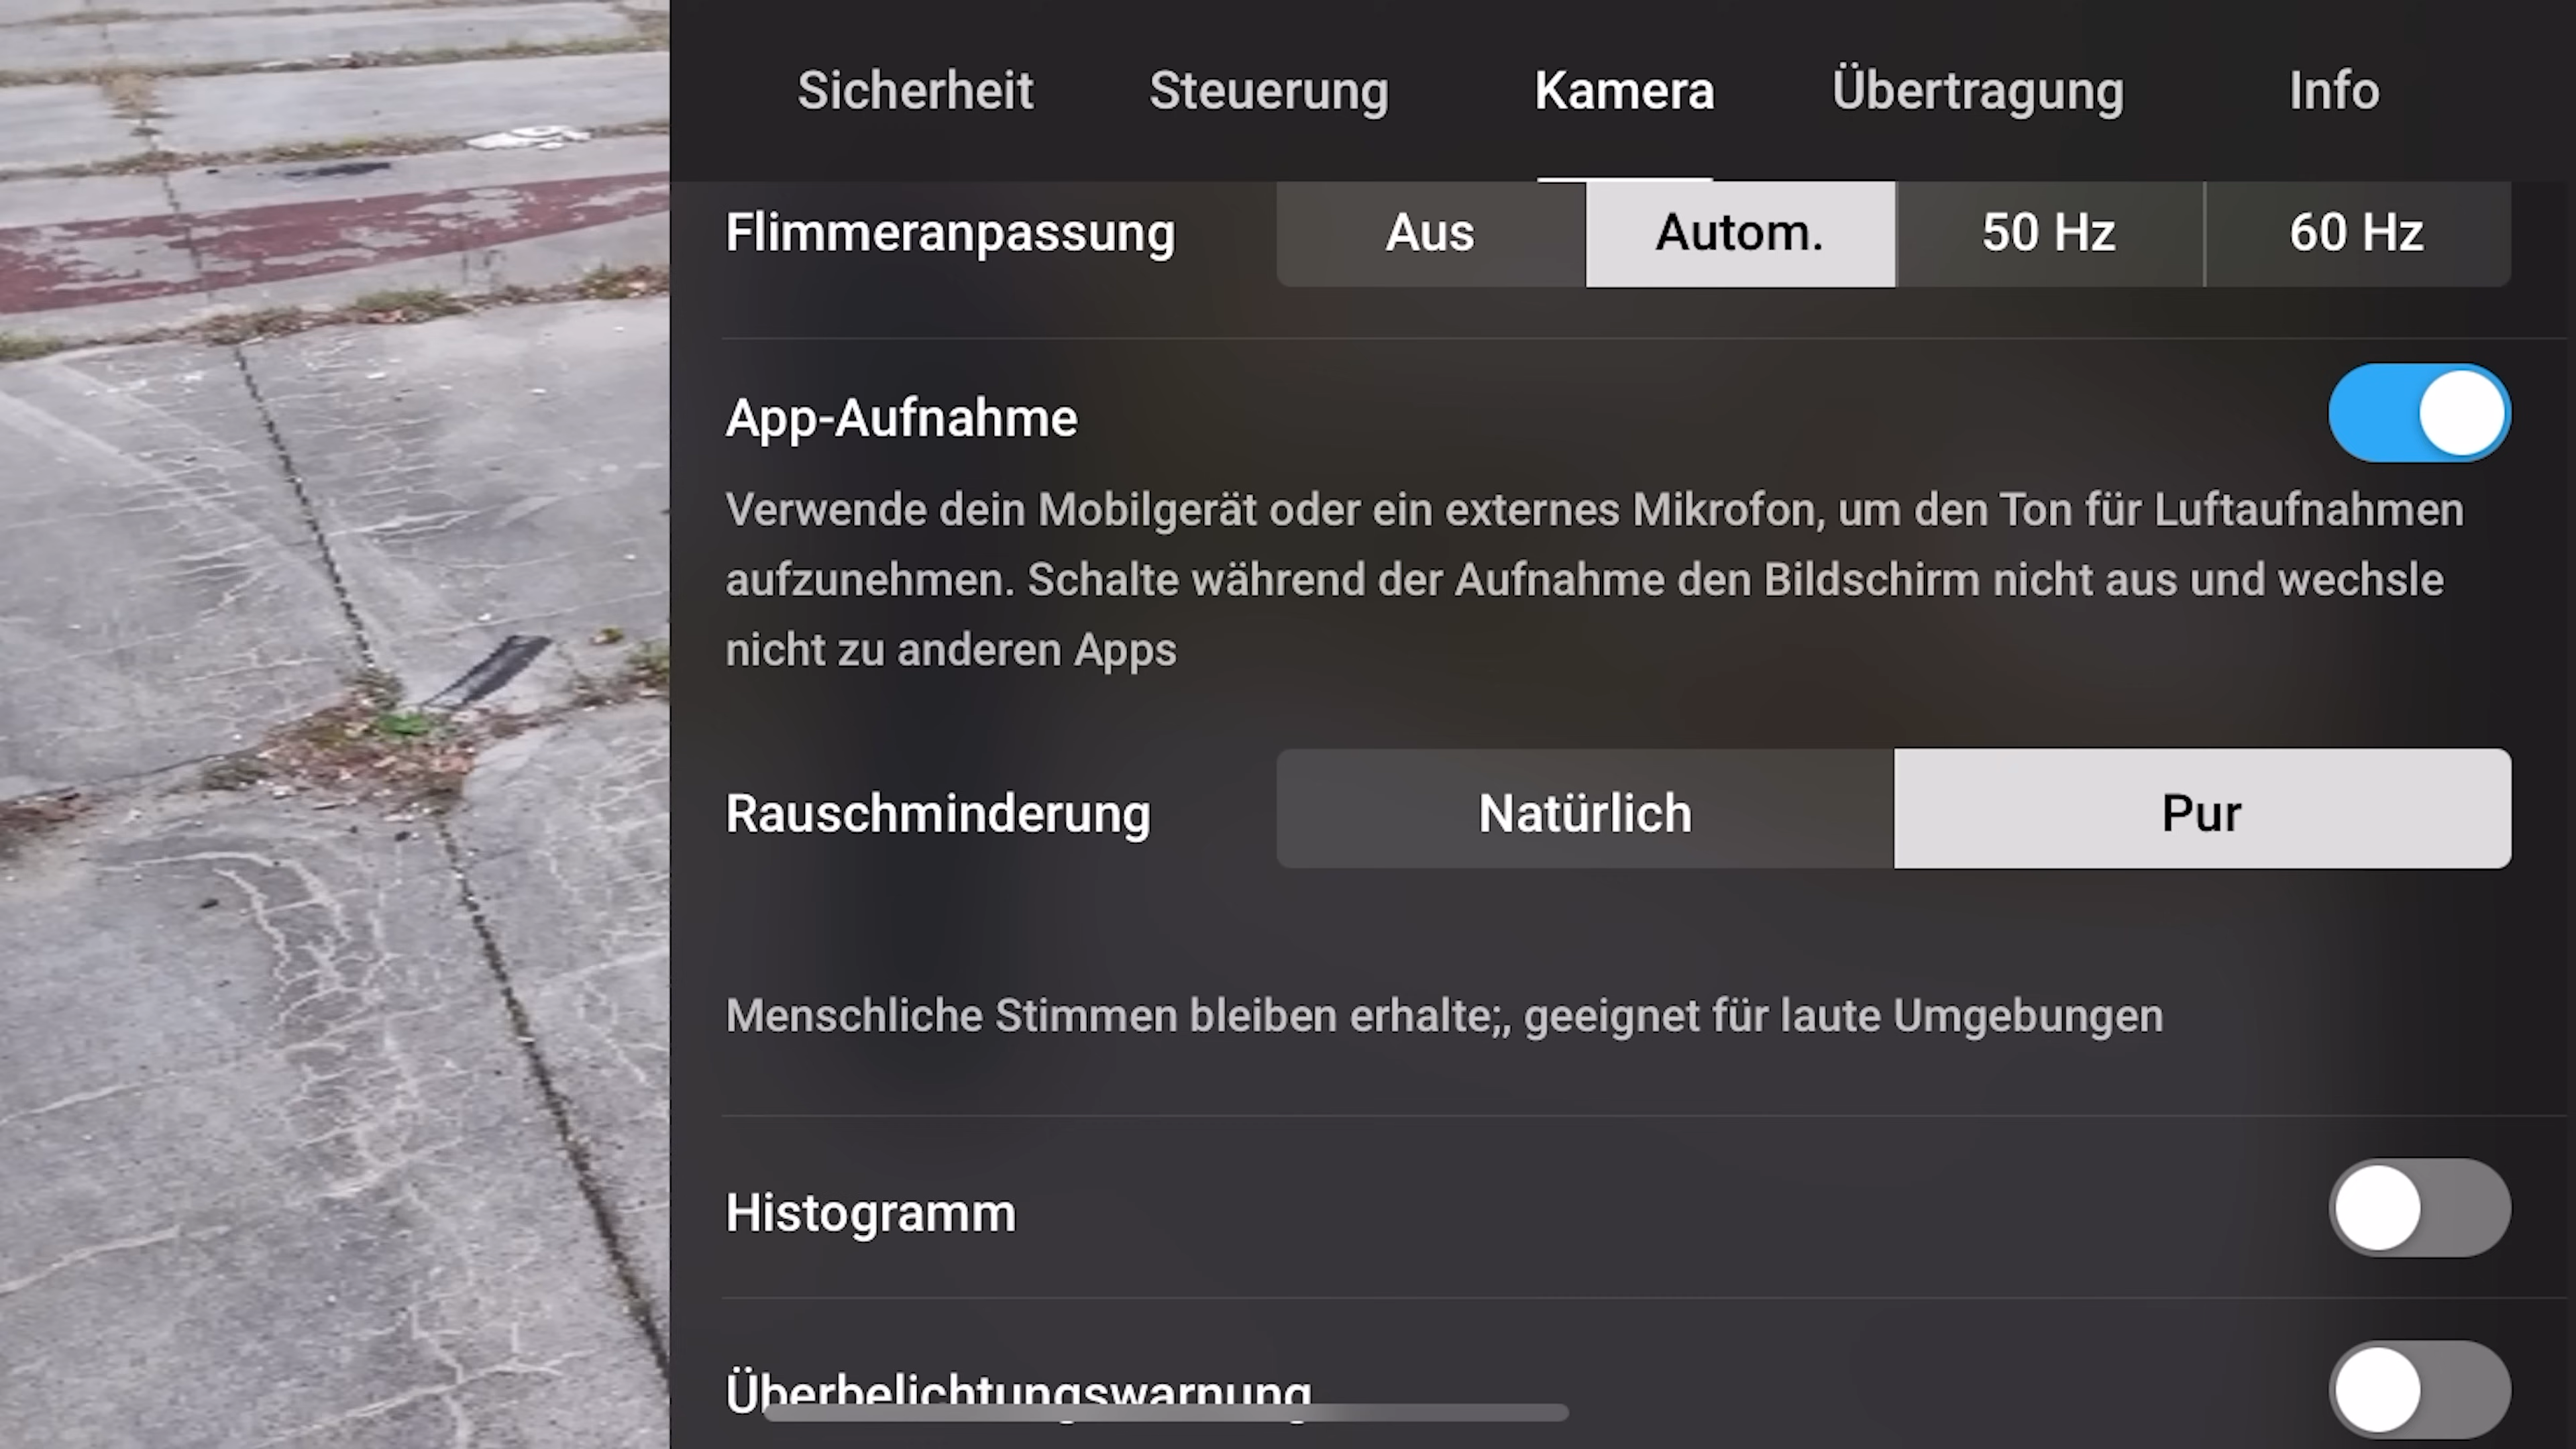 Sicherheit Steuerung Kamera Übertragung Info
Flimmeranpassung Aus Autom. 50 Hz 60 Hz
App-Aufnahme
Verwende dein Mobilgerät oder ein externes Mikrofon, um den Ton für Luftaufnahmen
aufzunehmen. Schalte während der Aufnahme den Bildschirm nicht aus und wechsle
nicht zu anderen Apps
Rauschminderung Natürlich Pur
Menschliche Stimmen bleiben erhalte;, geeignet für laute Umgebungen
Histogramm
Überbelichtungswarnung